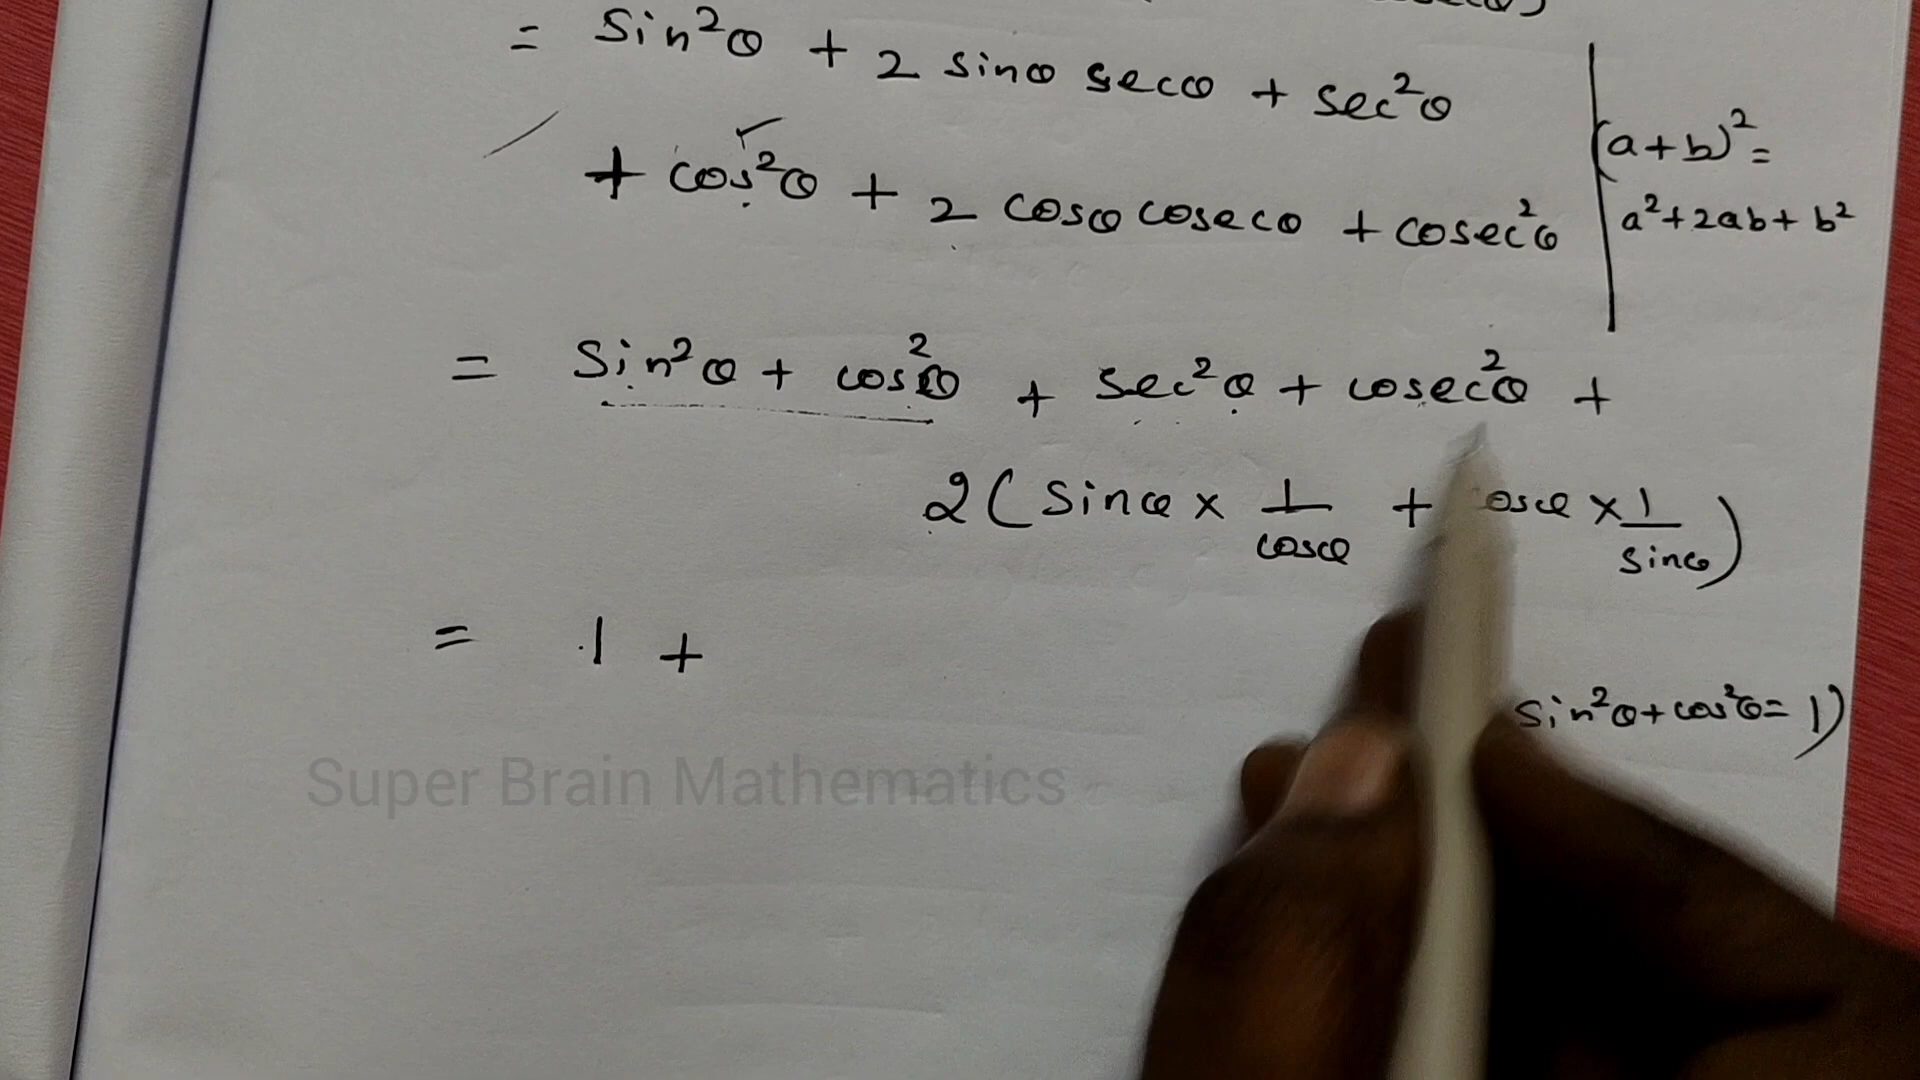 = Sin²θ + 2 sinθ secθ + sec²θ
+ cos²θ + 2 cosθ cosecθ + cosec²θ
(a+b)² =
a²+2ab+b²
= Sin²θ + cos²θ + sec²θ + cosec²θ +
2 ( Sinθ × 1/cosθ + cosθ × 1/sinθ )
= 1 +
sin²θ+cos²θ= 1)
Super Brain Mathematics